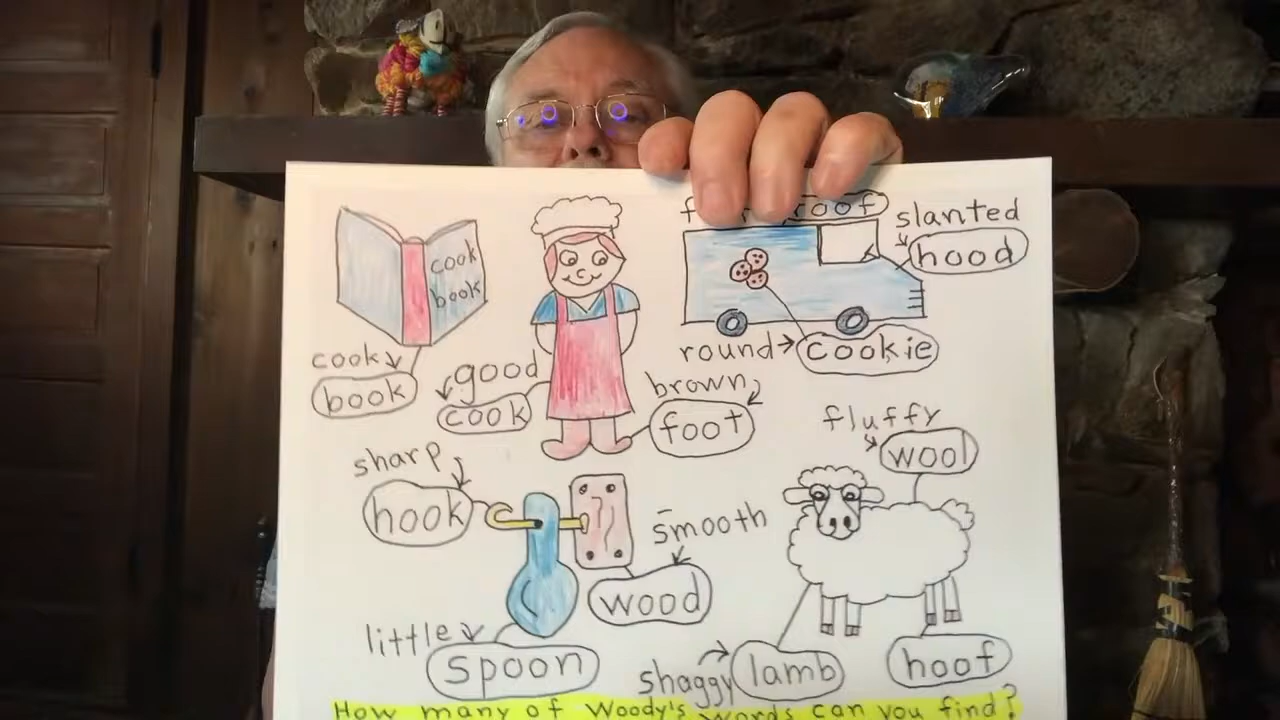 cook
book
roof
slanted
hood
cook
book
good
cook
round
cookie
brown
foot
fluffy
wool
sharp
hook
smooth
wood
little
spoon
shaggy
lamb
hoof
How many of Woody's words can you find?